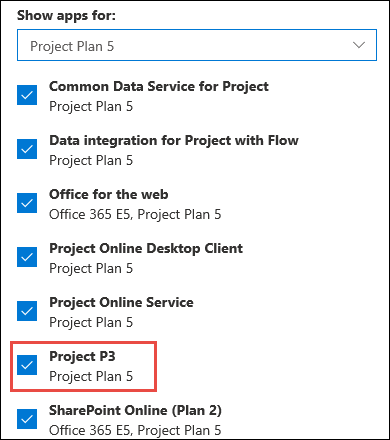 Show apps for:
Project Plan 5
Common Data Service for Project
Project Plan 5
Data integration for Project with Flow
Project Plan 5
Office for the web
Office 365 E5, Project Plan 5
Project Online Desktop Client
Project Plan 5
Project Online Service
Project Plan 5
Project P3
Project Plan 5
SharePoint Online (Plan 2)
Office 365 E5, Project Plan 5